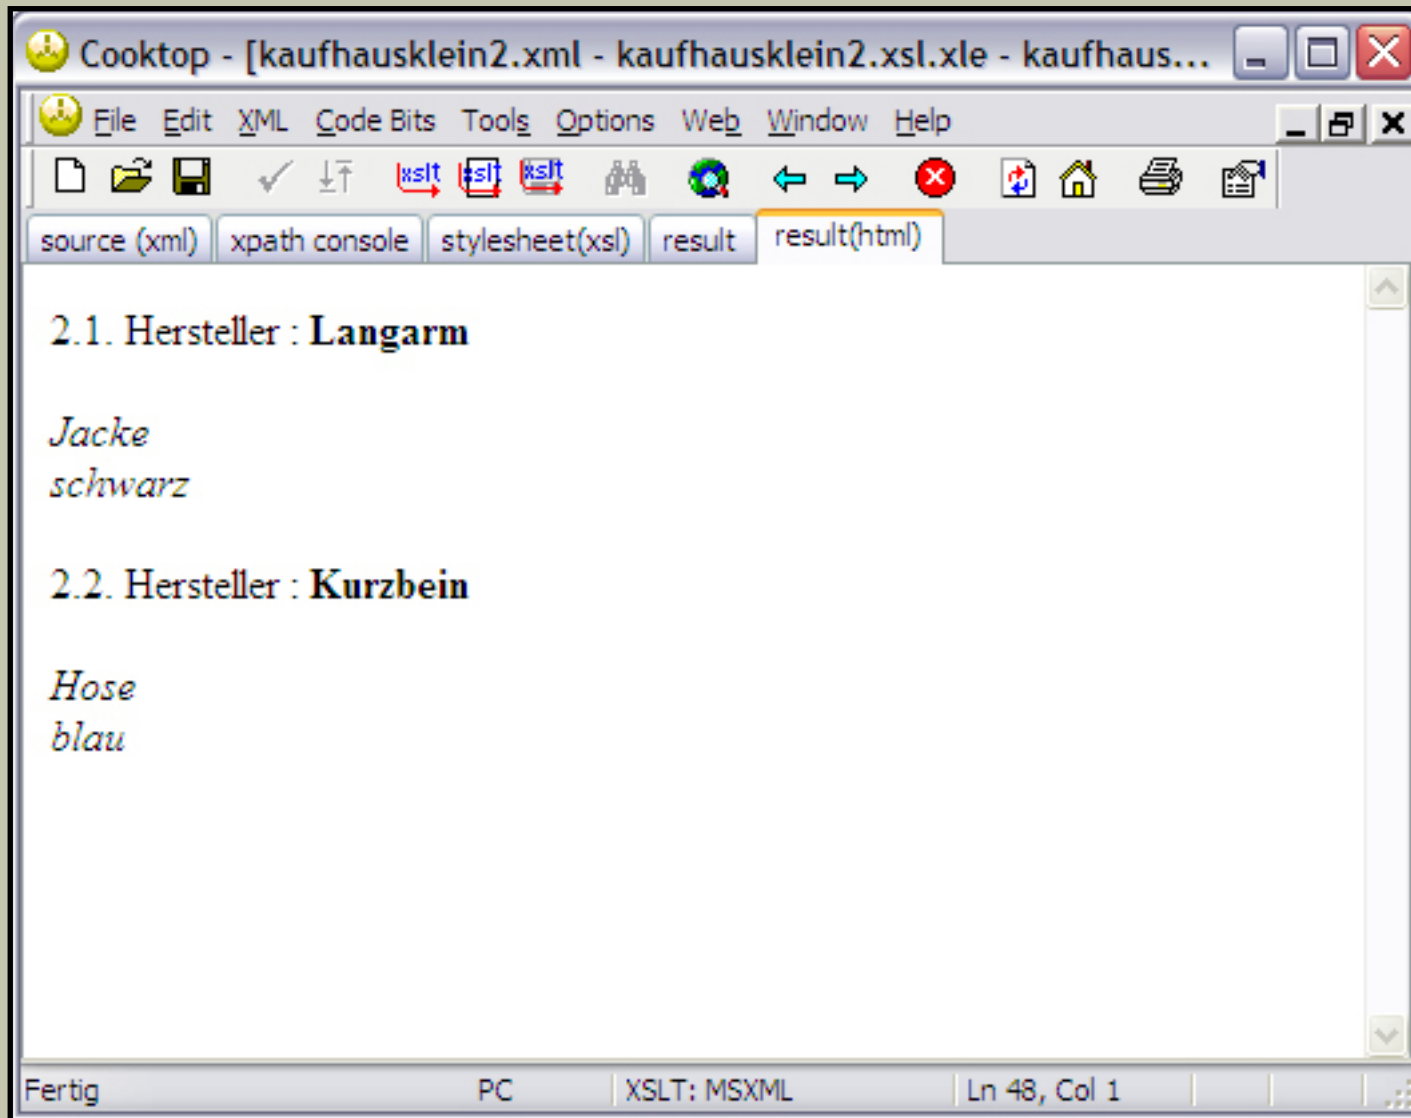 Cooktop - [kaufhausklein2.xml - kaufhausklein2.xsl.xle - kaufhaus...
File Edit XML Code Bits Tools Options Web Window Help
xslt xslt xslt
source (xml) xpath console stylesheet(xsl) result result(html)
2.1. Hersteller : Langarm
Jacke
schwarz
2.2. Hersteller : Kurzbein
Hose
blau
Fertig PC XSLT: MSXML Ln 48, Col 1